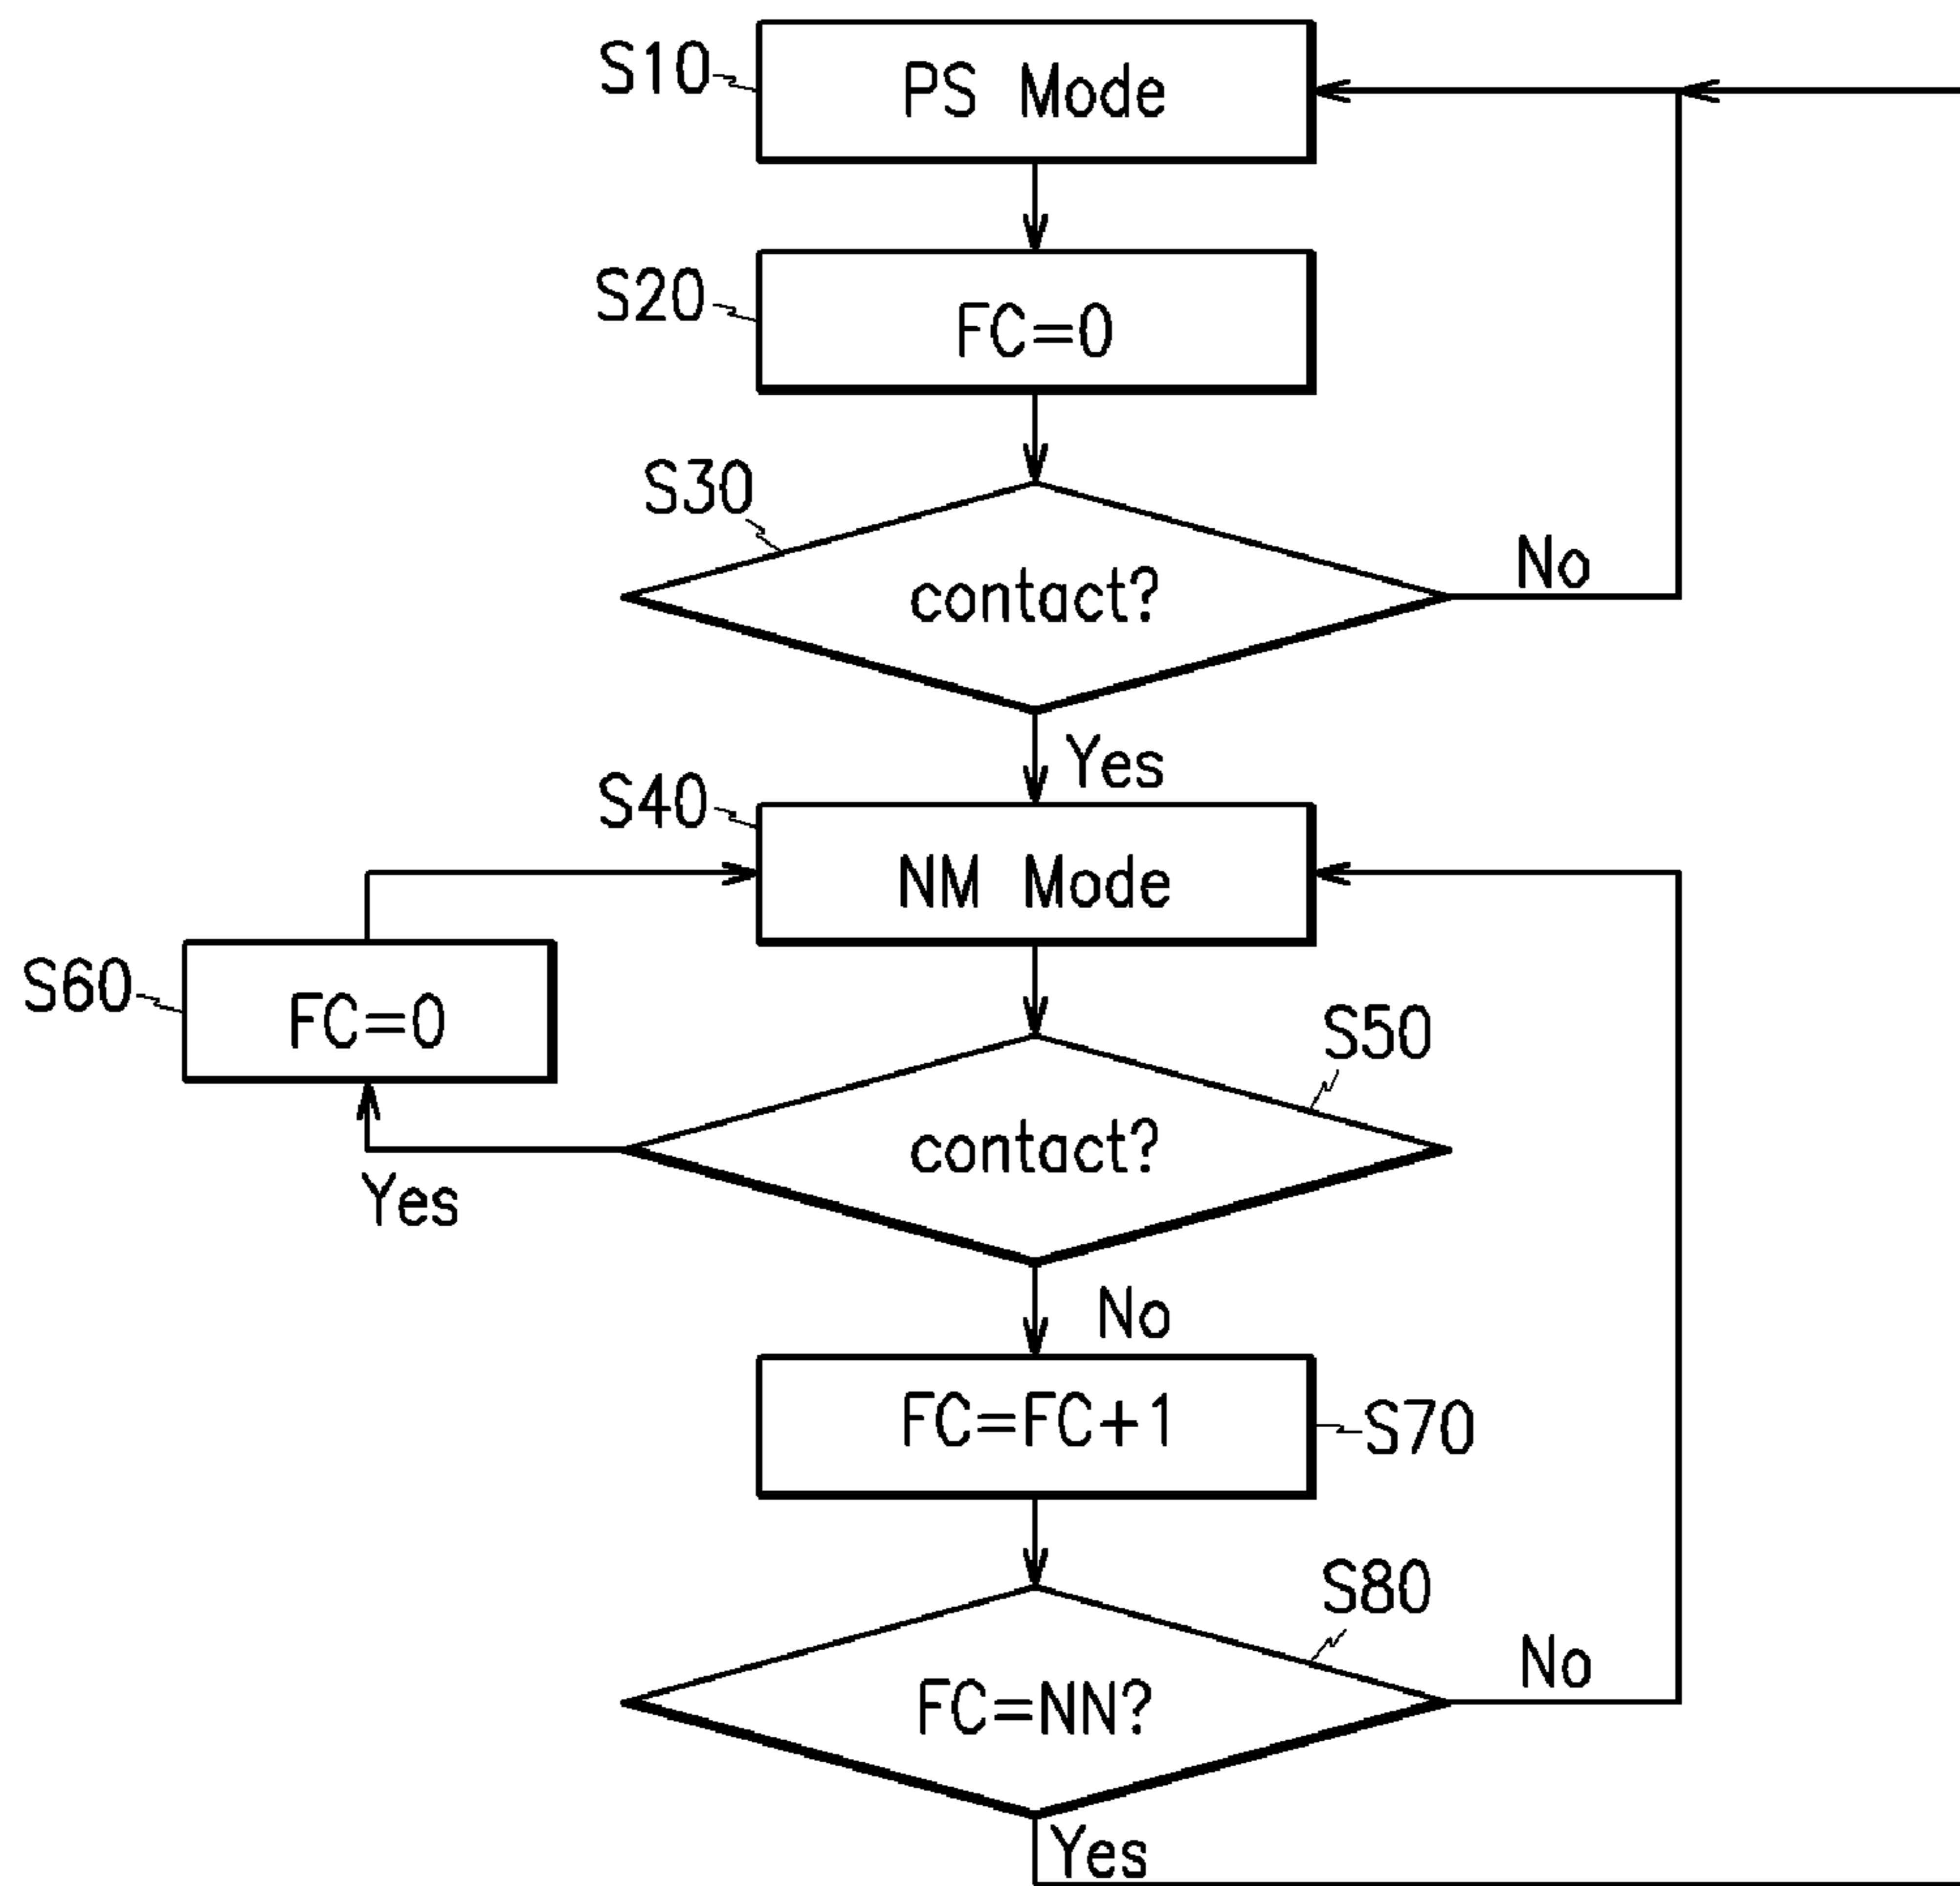 S10
PS Mode
S20
FC=0
S30
contact?
No
Yes
S40
NM Mode
S60
FC=0
S50
contact?
Yes
No
FC=FC+1
S70
S80
FC=NN?
No
Yes